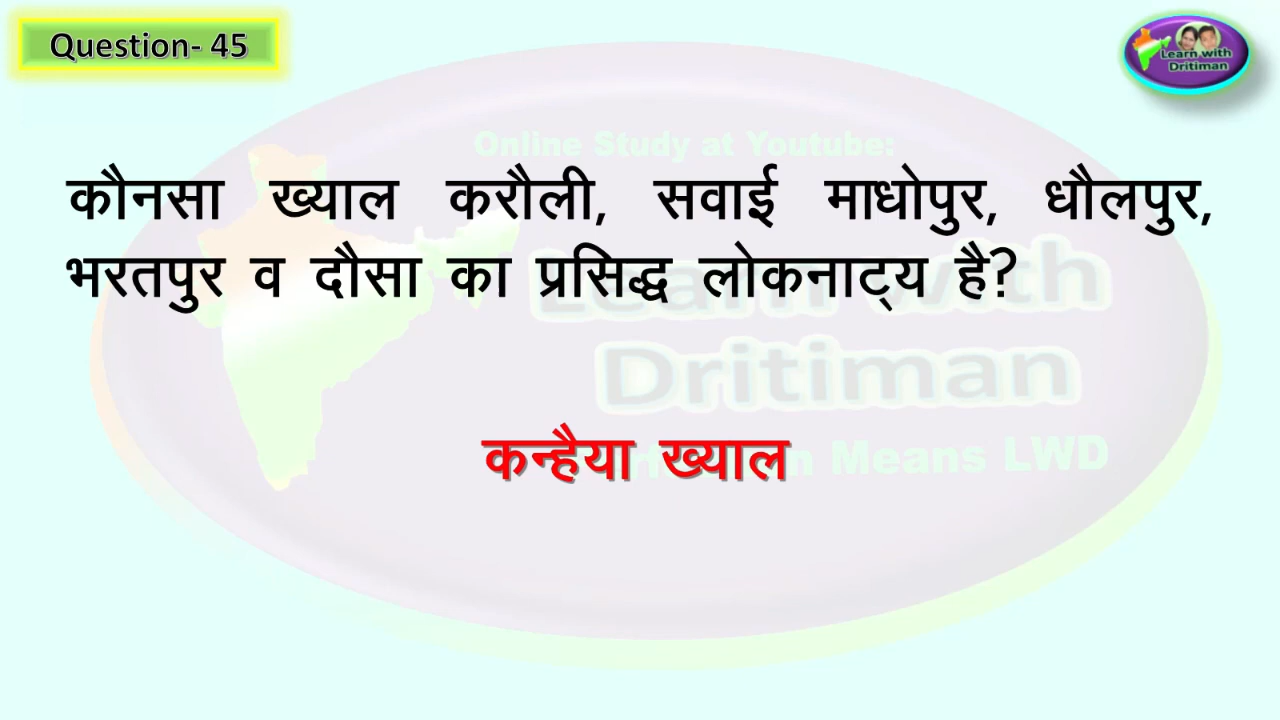 Question- 45
Learn with
Dritiman
Online Study at Youtube:
कौनसा ख्याल करौली, सवाई माधोपुर, धौलपुर,
भरतपुर व दौसा का प्रसिद्ध लोकनाट्य है?
Learn with
Dritiman
कन्हैया ख्याल
Means LWD